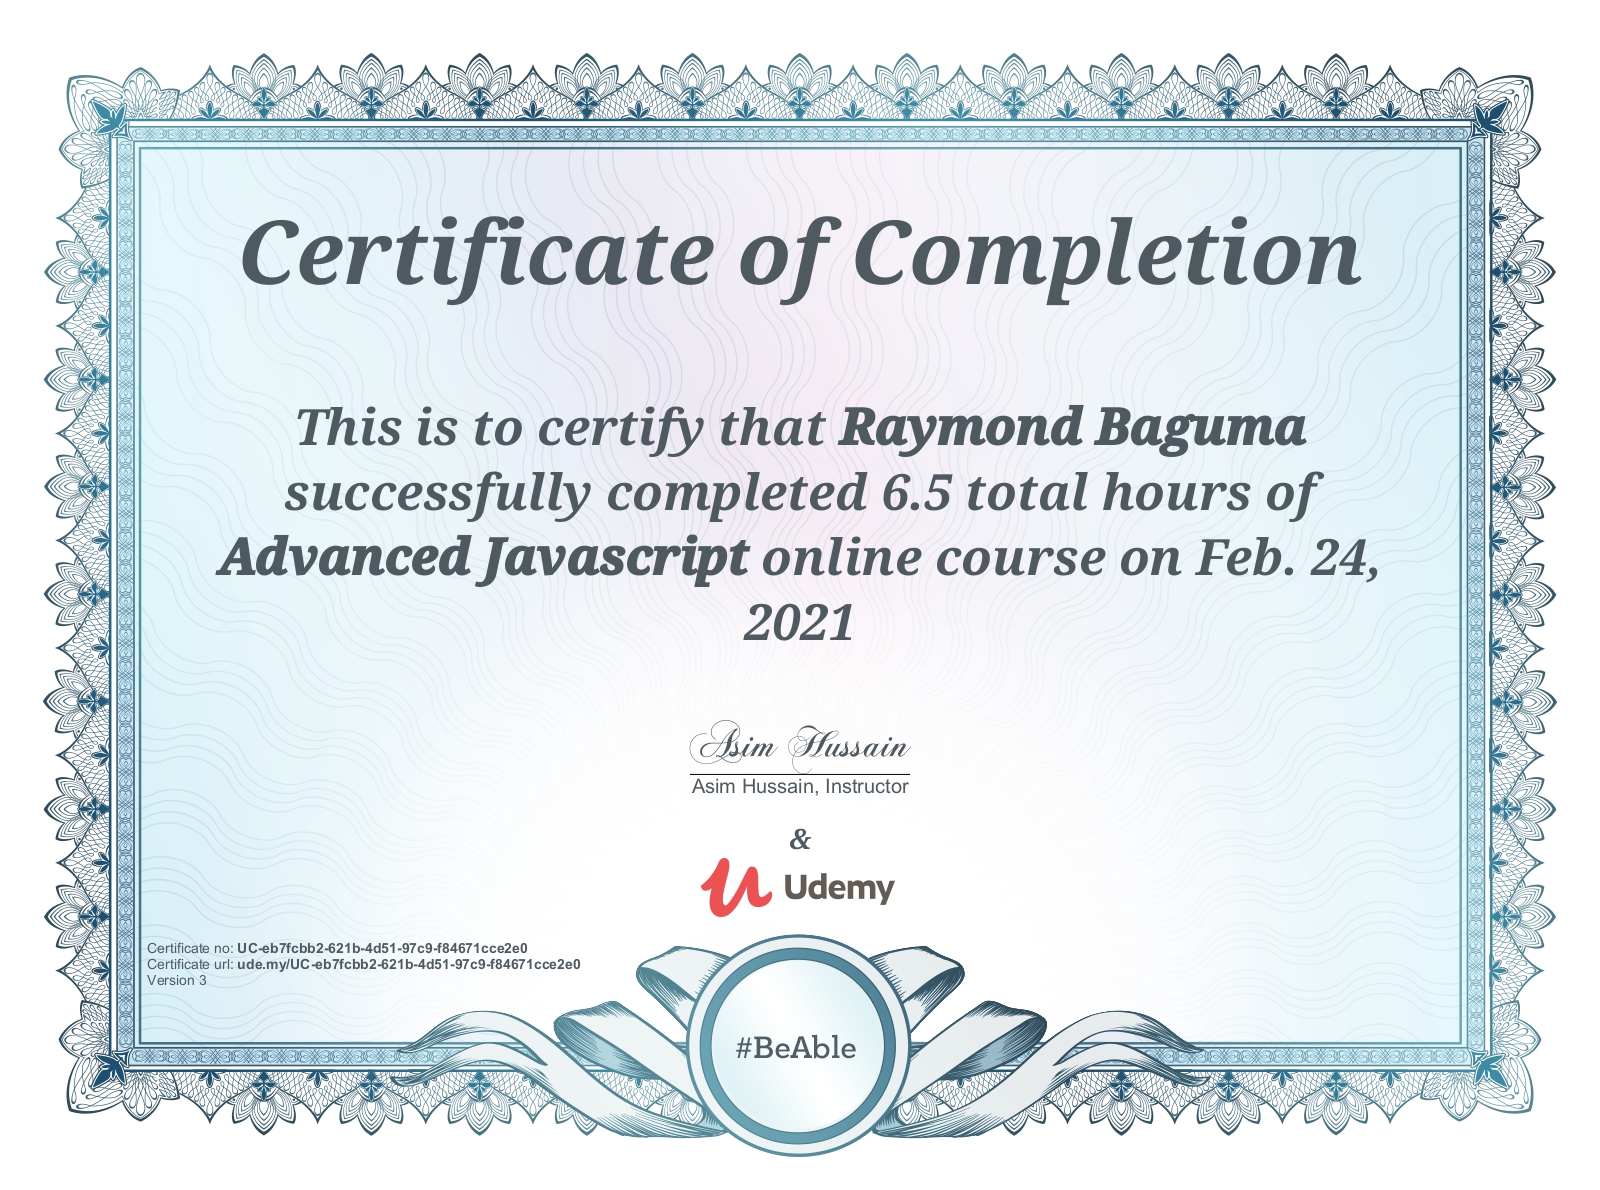 Certificate of Completion
This is to certify that Raymond Baguma
successfully completed 6.5 total hours of
Advanced Javascript online course on Feb. 24,
2021
Asim Hussain
Asim Hussain, Instructor
&
Udemy
Certificate no: UC-eb7fcbb2-621b-4d51-97c9-f84671cce2e0
Certificate url: ude.my/UC-eb7fcbb2-621b-4d51-97c9-f84671cce2e0
Version 3
#BeAble